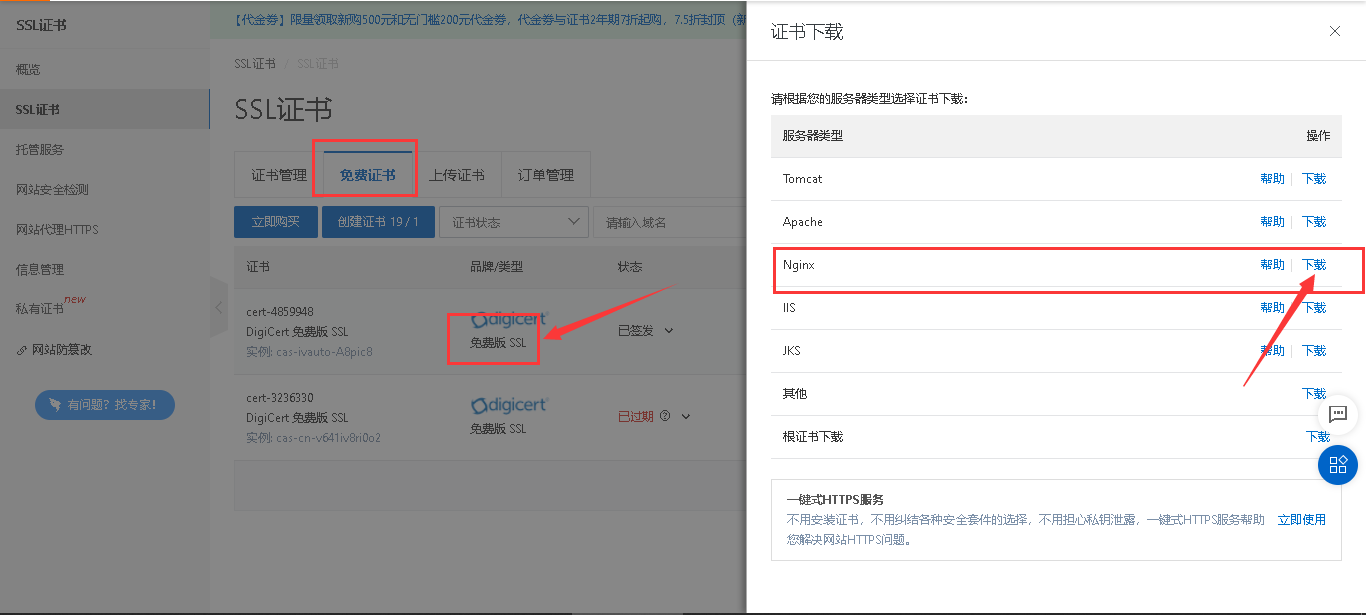 SSL证书
概览
SSL证书
托管服务
网站安全检测
网站代理HTTPS
信息管理
私有证书 new
网站防篡改
有问题? 找专家!
【代金券】限量领取新购500元和无门槛200元代金券，代金券与证书2年期7折起购，7.5折封顶（新
SSL证书 / SSL证书
SSL证书
证书管理 免费证书 上传证书 订单管理
立即购买 创建证书 19 / 1 证书状态 请输入域名
证书 品牌/类型 状态
cert-4859948
DigiCert 免费版 SSL
实例: cas-ivauto-A8pic8
digicert
免费版 SSL
已签发
cert-3236330
DigiCert 免费版 SSL
实例: cas-cn-v641iv8ri0o2
digicert
免费版 SSL
已过期
证书下载
请根据您的服务器类型选择证书下载：
服务器类型 操作
Tomcat 帮助 下载
Apache 帮助 下载
Nginx 帮助 下载
IIS 帮助 下载
JKS 帮助 下载
其他 下载
根证书下载 下载
一键式HTTPS服务
不用安装证书，不用纠结各种安全套件的选择，不用担心私钥泄露，一键式HTTPS服务帮助 立即使用
您解决网站HTTPS问题。